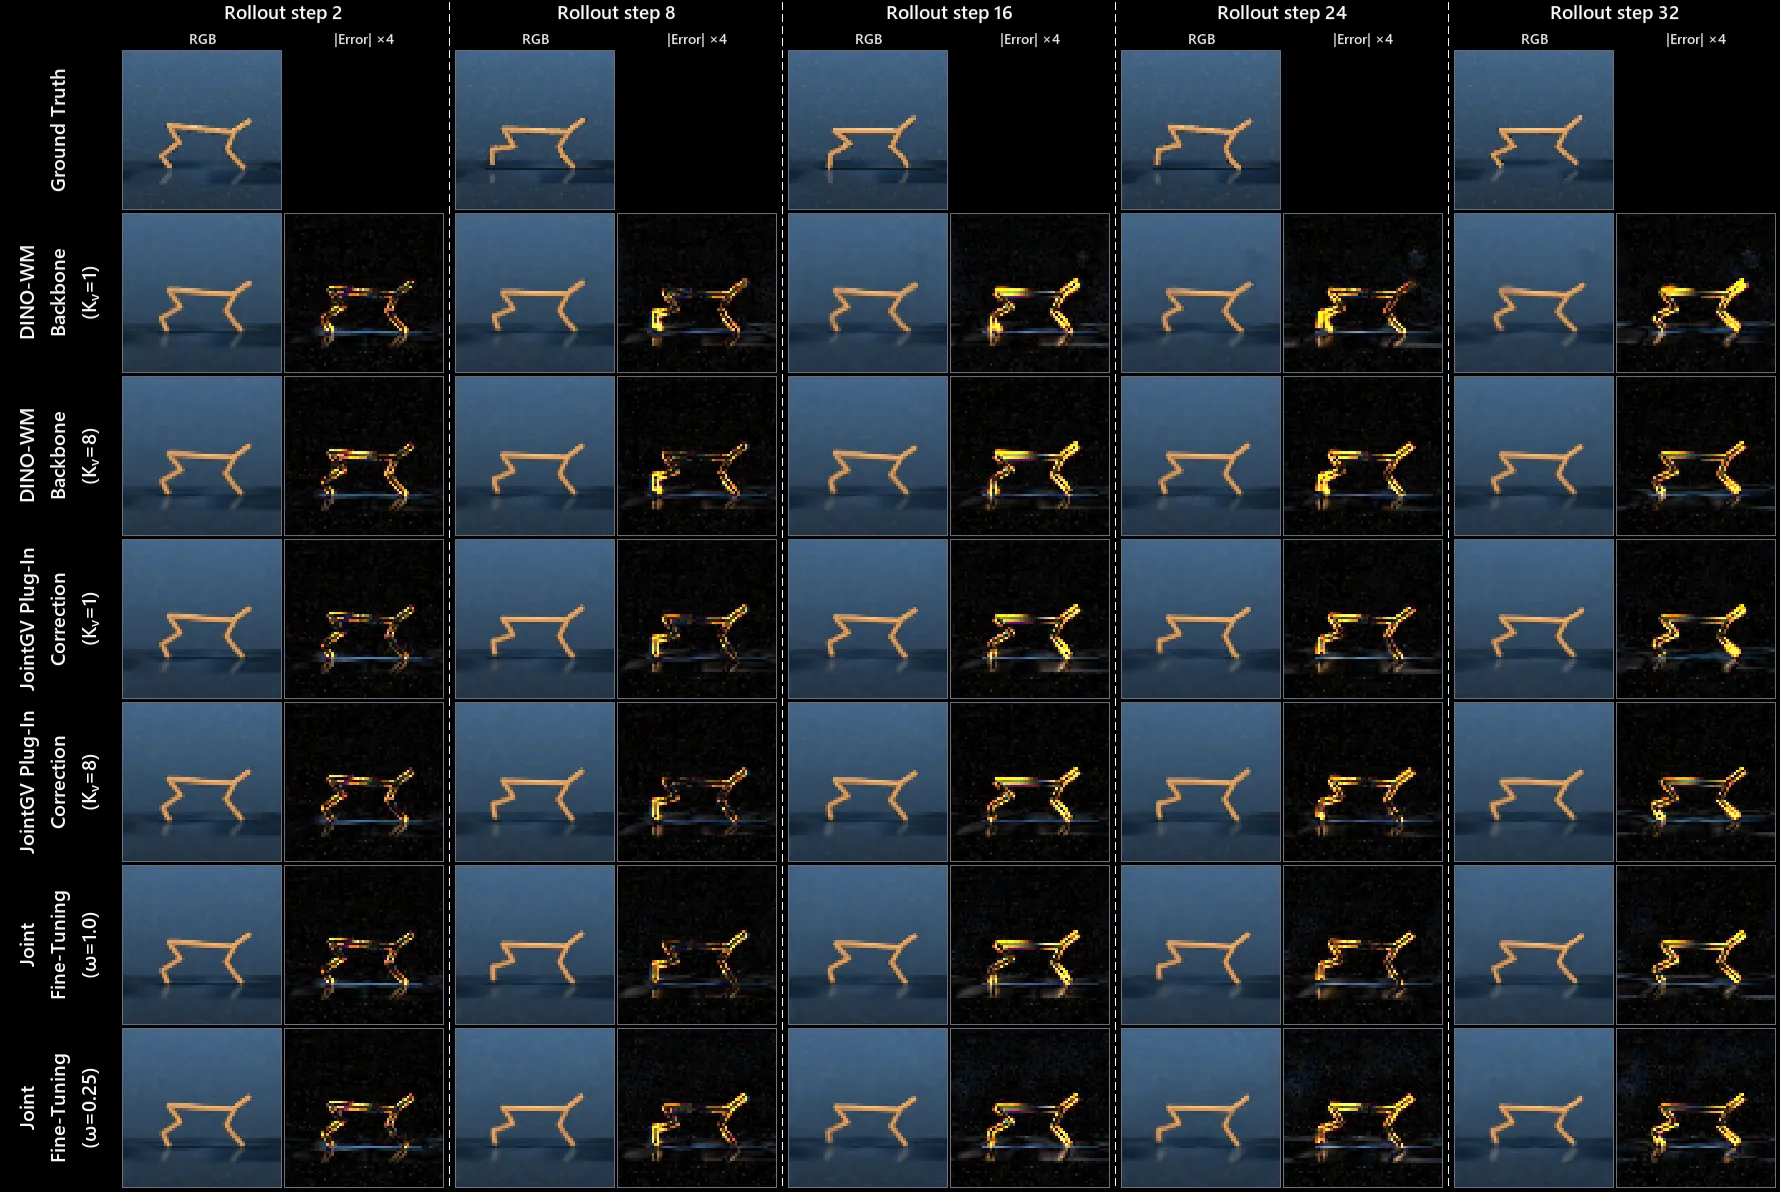 Rollout step 2
Rollout step 8
Rollout step 16
Rollout step 24
Rollout step 32
RGB
|Error| ×4
RGB
|Error| ×4
RGB
|Error| ×4
RGB
|Error| ×4
RGB
|Error| ×4
Ground Truth
DINO-WM
Backbone
(Kv=1)
DINO-WM
Backbone
(Kv=8)
JointGV Plug-In
Correction
(Kv=1)
JointGV Plug-In
Correction
(Kv=8)
Joint
Fine-Tuning
(ω=1.0)
Joint
Fine-Tuning
(ω=0.25)